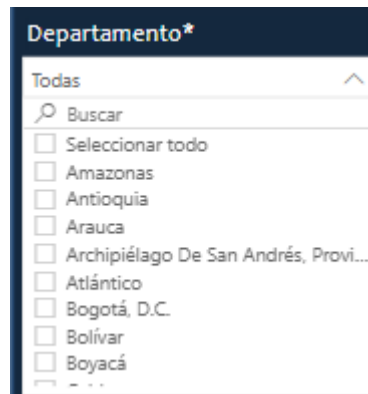 Departamento*
Todas
Buscar
Seleccionar todo
Amazonas
Antioquia
Arauca
Archipiélago De San Andrés, Provi...
Atlántico
Bogotá, D.C.
Bolívar
Boyacá